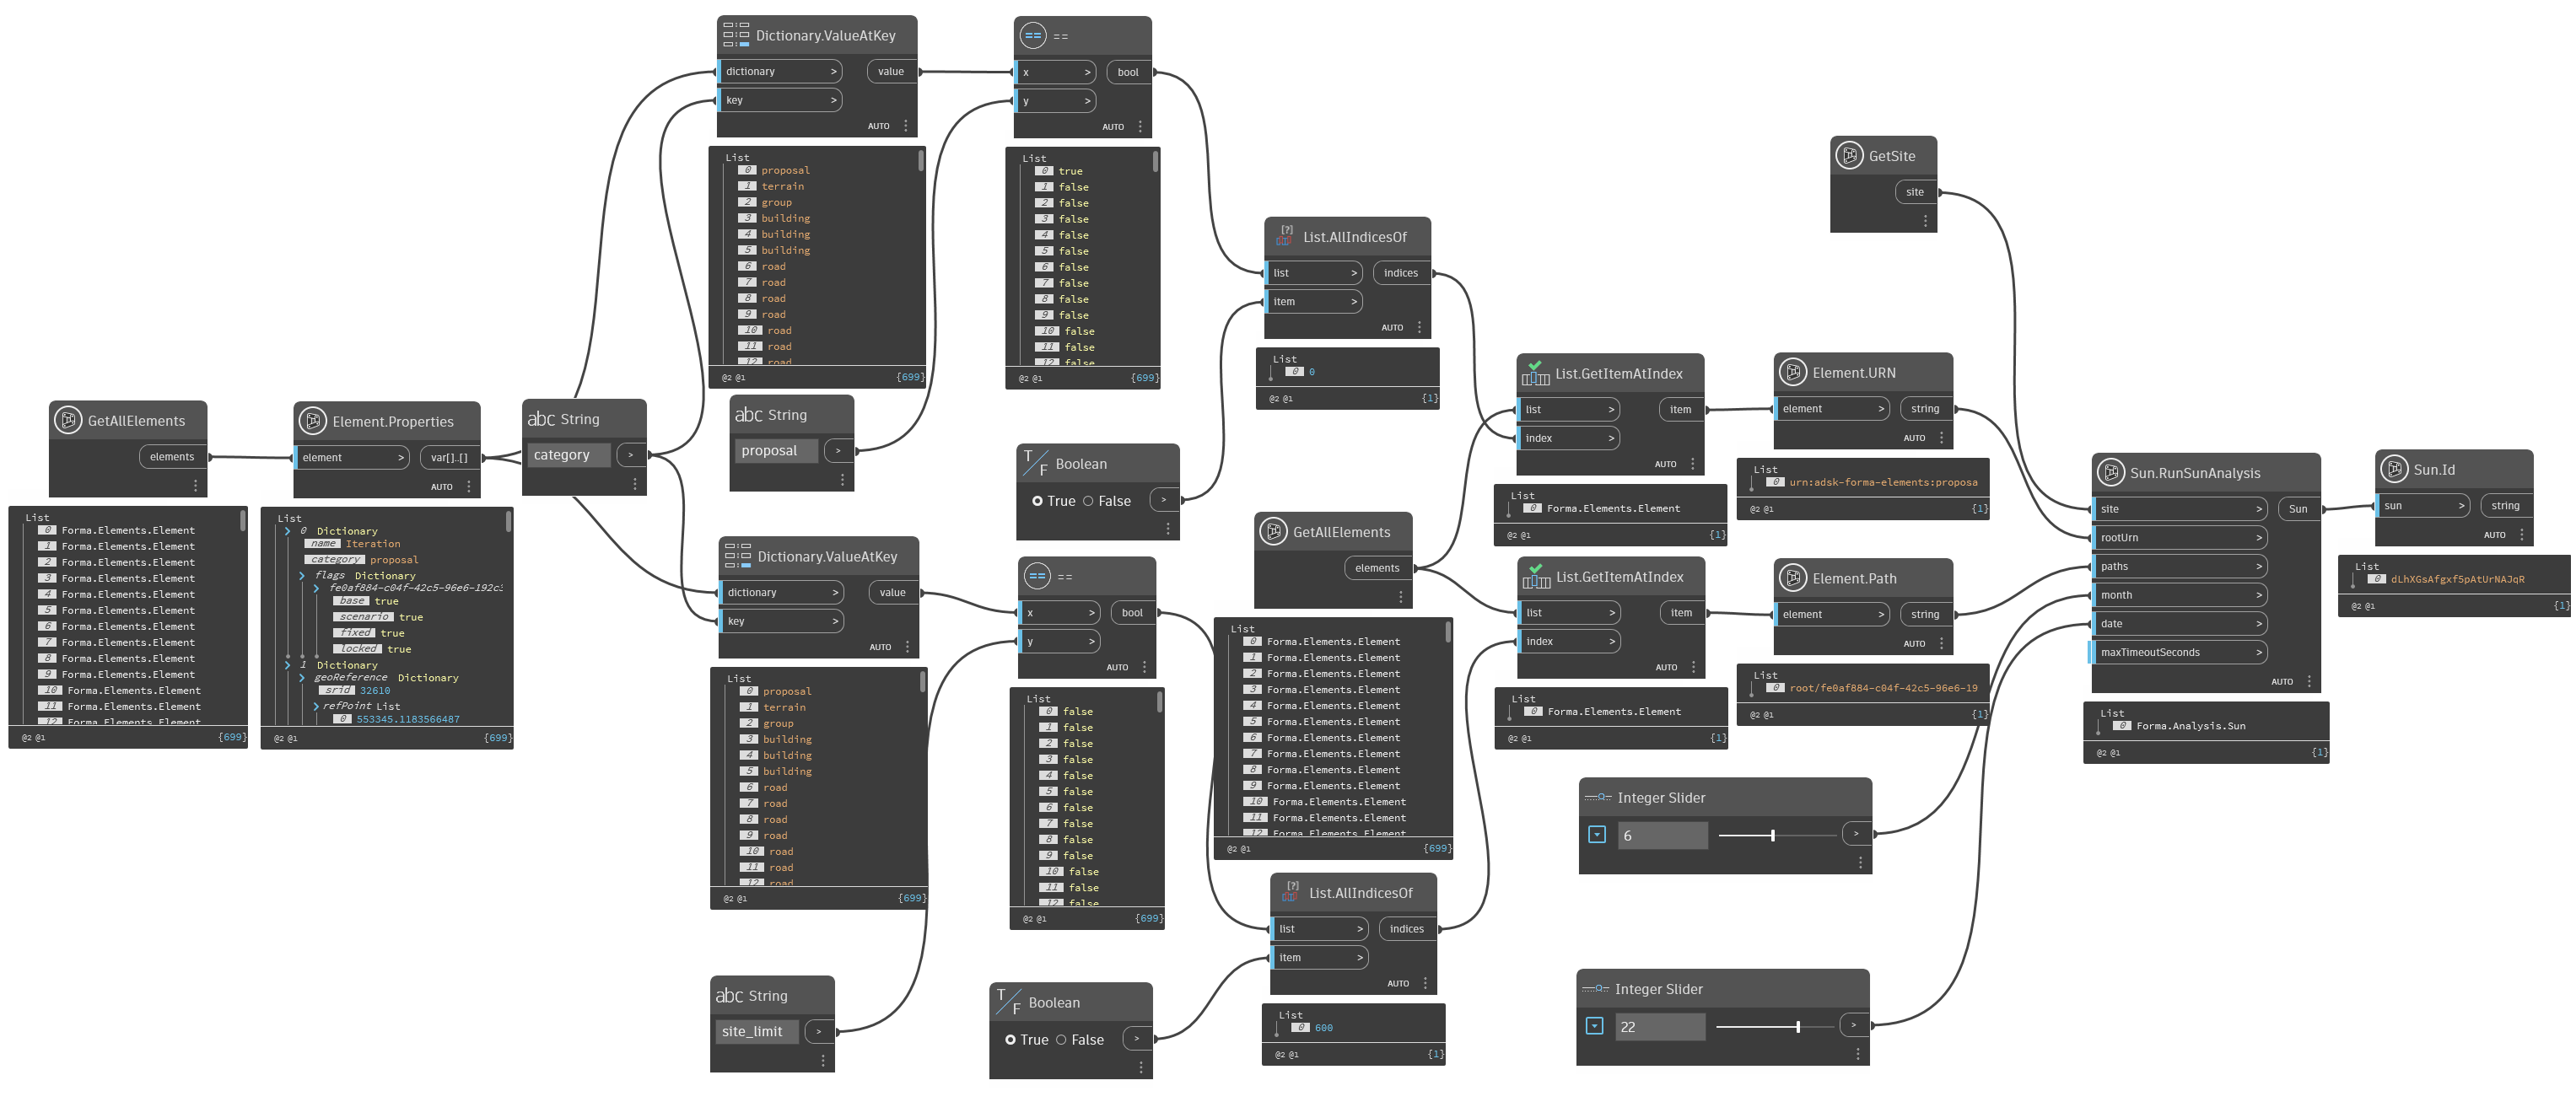 GetAllElements
elements
List
0 Forma.Elements.Element
1 Forma.Elements.Element
2 Forma.Elements.Element
3 Forma.Elements.Element
4 Forma.Elements.Element
5 Forma.Elements.Element
6 Forma.Elements.Element
7 Forma.Elements.Element
8 Forma.Elements.Element
9 Forma.Elements.Element
10 Forma.Elements.Element
11 Forma.Elements.Element
12 Forma.Elements.Element
@2 @1 {699}
Element.Properties
element > var[]..[]
AUTO
List
0 Dictionary
name Iteration
category proposal
flags Dictionary
fe0af884-c04f-42c5-96e6-192c
base true
scenario true
fixed true
locked true
1 Dictionary
geoReference Dictionary
srid 32610
refPoint List
0 553345.1183566487
@2 @1 {699}
abc String
category >
Dictionary.ValueAtKey
dictionary > value
key >
AUTO
List
0 proposal
1 terrain
2 group
3 building
4 building
5 building
6 road
7 road
8 road
9 road
10 road
11 road
12 road
@2 @1 {699}
abc String
proposal >
Dictionary.ValueAtKey
dictionary > value
key >
AUTO
List
0 proposal
1 terrain
2 group
3 building
4 building
5 building
6 road
7 road
8 road
9 road
10 road
11 road
12 road
@2 @1 {699}
abc String
site_limit >
== ==
x > bool
y >
AUTO
List
0 true
1 false
2 false
3 false
4 false
5 false
6 false
7 false
8 false
9 false
10 false
11 false
12 false
@2 @1 {699}
T/F Boolean
True False >
== ==
x > bool
y >
AUTO
List
0 false
1 false
2 false
3 false
4 false
5 false
6 false
7 false
8 false
9 false
10 false
11 false
12 false
@2 @1 {699}
T/F Boolean
True False >
[?] List.AllIndicesOf
list > indices
item >
AUTO
List
0 0
@2 @1 {1}
GetAllElements
elements
List
0 Forma.Elements.Element
1 Forma.Elements.Element
2 Forma.Elements.Element
3 Forma.Elements.Element
4 Forma.Elements.Element
5 Forma.Elements.Element
6 Forma.Elements.Element
7 Forma.Elements.Element
8 Forma.Elements.Element
9 Forma.Elements.Element
10 Forma.Elements.Element
11 Forma.Elements.Element
12 Forma.Elements.Element
@2 @1 {699}
[?] List.AllIndicesOf
list > indices
item >
AUTO
List
0 600
@2 @1 {1}
List.GetItemAtIndex
list > item
index >
AUTO
List
0 Forma.Elements.Element
@2 @1 {1}
List.GetItemAtIndex
list > item
index >
AUTO
List
0 Forma.Elements.Element
@2 @1 {1}
Element.URN
element > string
AUTO
List
0 urn:adsk-forma-elements:proposa
@2 @1 {1}
Element.Path
element > string
AUTO
List
0 root/fe0af884-c04f-42c5-96e6-19
@2 @1 {1}
Integer Slider
6 >
Integer Slider
22 >
GetSite
site
Sun.RunSunAnalysis
site > Sun
rootUrn >
paths >
month >
date >
maxTimeoutSeconds >
AUTO
List
0 Forma.Analysis.Sun
@2 @1 {1}
Sun.Id
sun > string
AUTO
List
0 dLhXGsAfgxf5pAtUrNAJqR
@2 @1 {1}